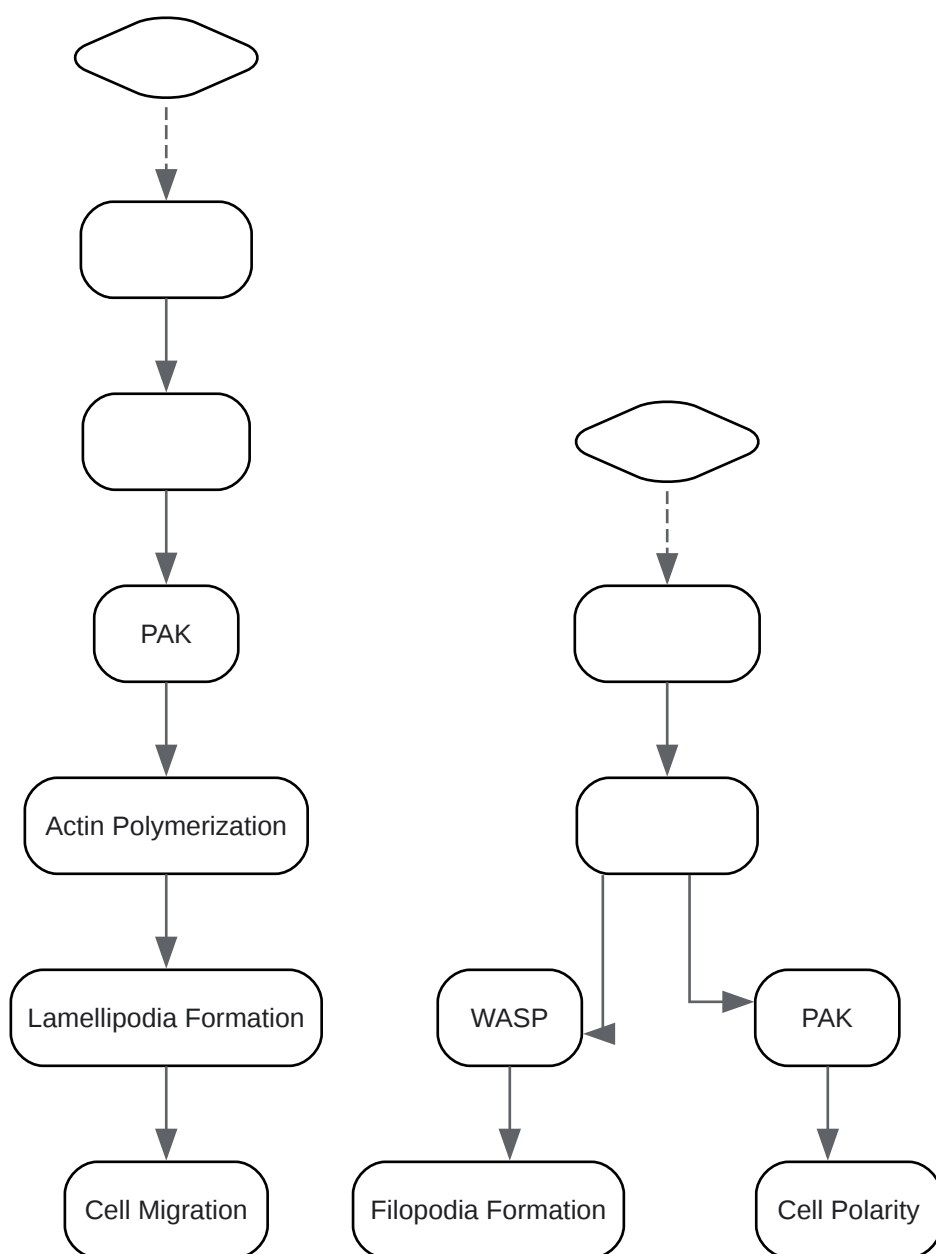 PAK
Actin Polymerization
Lamellipodia Formation
Cell Migration
WASP
PAK
Filopodia Formation
Cell Polarity